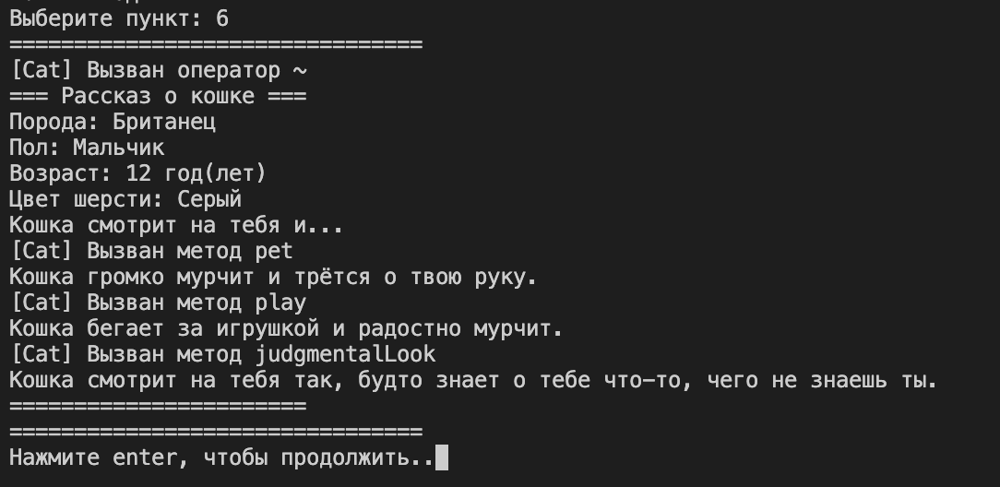 Выберите пункт: 6
================================
[Cat] Вызван оператор ~
=== Рассказ о кошке ===
Порода: Британец
Пол: Мальчик
Возраст: 12 год(лет)
Цвет шерсти: Серый
Кошка смотрит на тебя и...
[Cat] Вызван метод pet
Кошка громко мурчит и трётся о твою руку.
[Cat] Вызван метод play
Кошка бегает за игрушкой и радостно мурчит.
[Cat] Вызван метод judgmentalLook
Кошка смотрит на тебя так, будто знает о тебе что-то, чего не знаешь ты.
=======================
================================
Нажмите enter, чтобы продолжить..